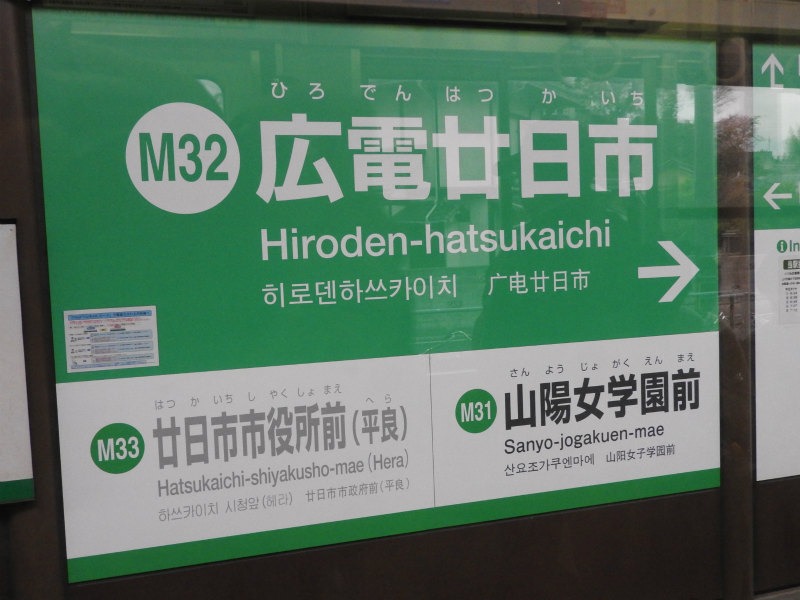 ひろでんはつかいち
M32 広電廿日市
Hiroden-hatsukaichi
히로덴하쓰카이치 广电廿日市
はつかいちしやくしょまえ へら
M33 廿日市市役所前(平良)
Hatsukaichi-shiyakusho-mae (Hera)
하쓰카이치 시청앞(헤라) 廿日市市政府前(平良)
さんようじょがくえんまえ
M31 山陽女学園前
Sanyo-jogakuen-mae
산요조가쿠엔마에 山阳女子学园前